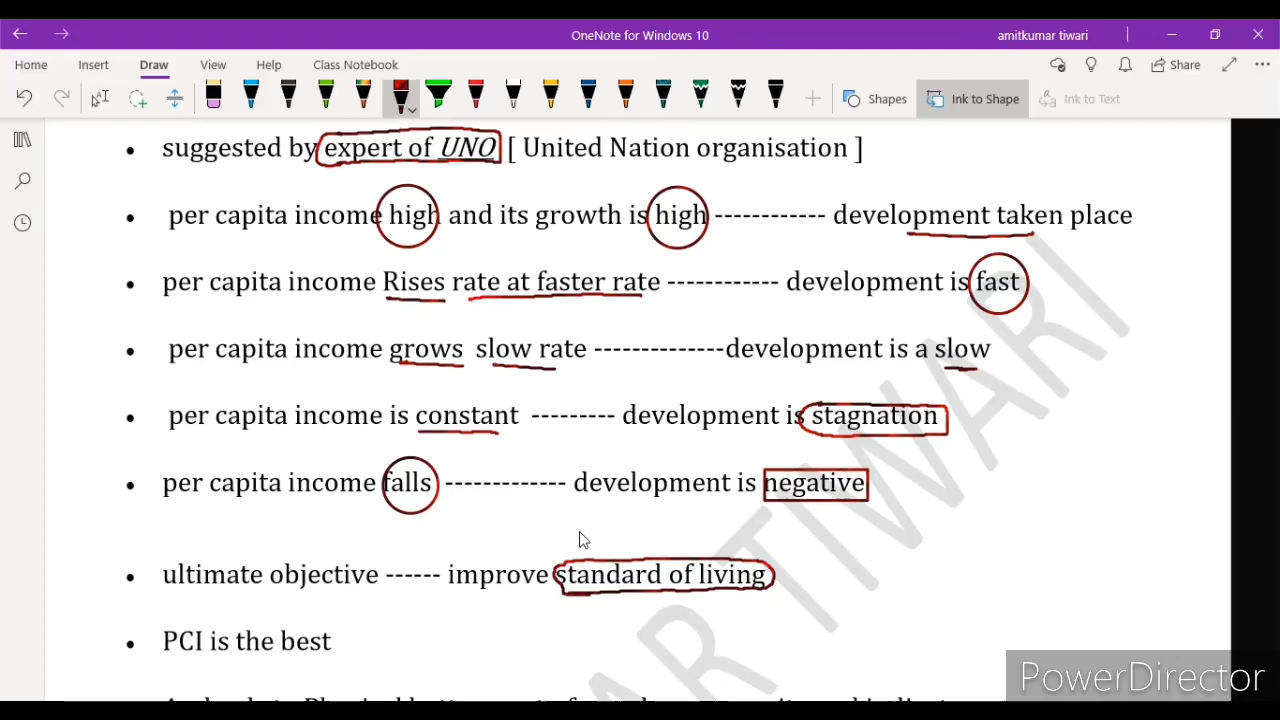 OneNote for Windows 10
amitkumar tiwari
Home Insert Draw View Help Class Notebook
Share
Shapes Ink to Shape Ink to Text
• suggested by expert of UNO [ United Nation organisation ]
• per capita income high and its growth is high ------------ development taken place
• per capita income Rises rate at faster rate ------------ development is fast
• per capita income grows slow rate --------------development is a slow
• per capita income is constant --------- development is stagnation
• per capita income falls ------------- development is negative
• ultimate objective ------ improve standard of living
• PCI is the best
AR TIWARI
PowerDirector